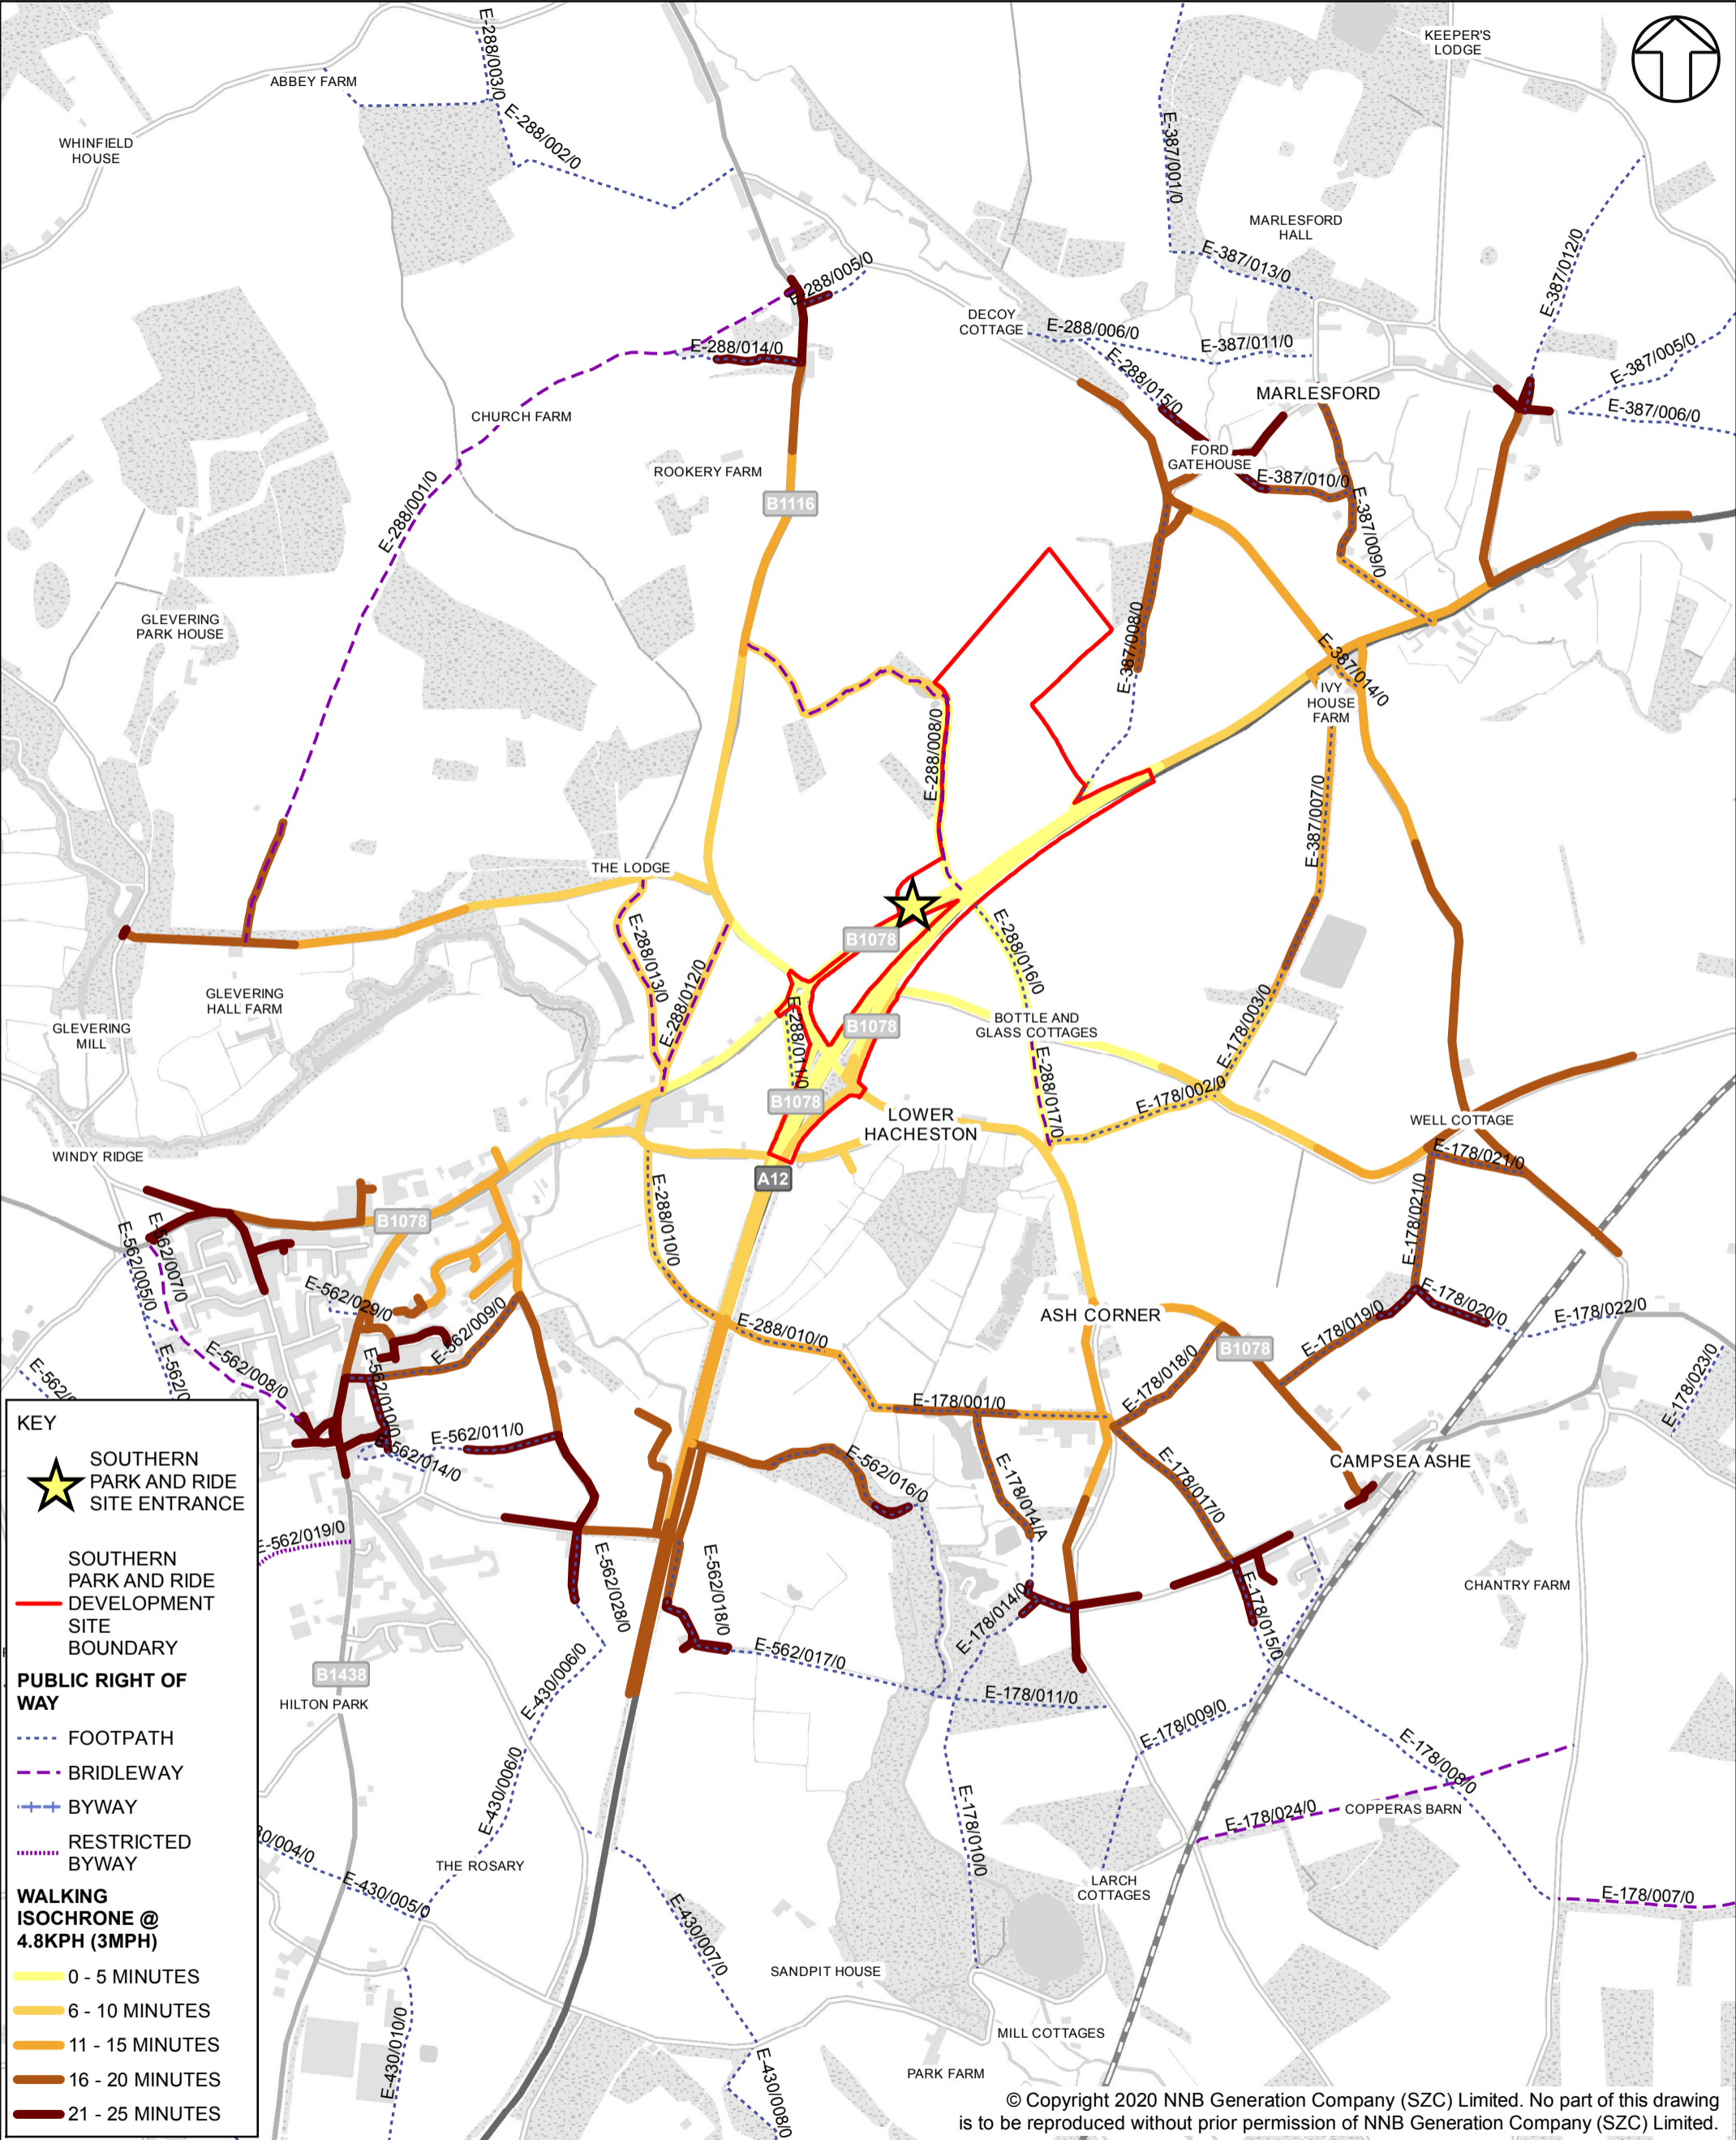 KEEPER'S
LODGE
E-288/003/0
ABBEY FARM
E-288/002/0
WHINFIELD
HOUSE
E-387/001/0
MARLESFORD
HALL
E-387/013/0
E-387/012/0
E-288/005/0
DECOY
COTTAGE
E-288/006/0
E-387/011/0
E-288/014/0
E-387/005/0
E-288/015/0
MARLESFORD
E-387/006/0
CHURCH FARM
FORD
GATEHOUSE
ROOKERY FARM
E-387/010/0
B1116
E-288/001/0
E-387/009/0
GLEVERING
PARK HOUSE
E-387/008/0
E-387/014/0
IVY
HOUSE
FARM
E-288/008/0
E-387/007/0
THE LODGE
B1078
E-288/016/0
E-288/013/0
E-288/012/0
GLEVERING
HALL FARM
GLEVERING
MILL
E-288/011/0
B1078
BOTTLE AND
GLASS COTTAGES
E-178/003/0
E-288/017/0
E-178/002/0
B1078
LOWER
HACHESTON
WELL COTTAGE
WINDY RIDGE
E-178/021/0
A12
E-288/010/0
E-178/021/0
B1078
E-562/007/0
E-562/005/0
E-562/029/0
E-562/009/0
E-288/010/0
ASH CORNER
E-178/019/0
E-178/020/0
E-178/022/0
B1078
E-562/008/0
E-178/018/0
E-178/023/0
E-562/010/0
E-178/001/0
E-562/011/0
E-562/014/0
E-562/016/0
E-178/014/A
E-178/017/0
CAMPSEA ASHE
E-562/019/0
E-562/028/0
E-562/018/0
E-178/014/0
E-178/015/0
CHANTRY FARM
E-562/017/0
B1438
HILTON PARK
E-430/006/0
E-178/011/0
E-178/009/0
E-178/008/0
E-430/006/0
E-178/010/0
E-178/024/0
COPPERAS BARN
THE ROSARY
E-430/005/0
LARCH
COTTAGES
E-178/007/0
E-430/007/0
SANDPIT HOUSE
E-430/010/0
MILL COTTAGES
PARK FARM
E-430/008/0
KEY
SOUTHERN
PARK AND RIDE
SITE ENTRANCE
SOUTHERN
PARK AND RIDE
DEVELOPMENT
SITE
BOUNDARY
PUBLIC RIGHT OF
WAY
FOOTPATH
BRIDLEWAY
BYWAY
RESTRICTED
BYWAY
WALKING
ISOCHRONE @
4.8KPH (3MPH)
0 - 5 MINUTES
6 - 10 MINUTES
11 - 15 MINUTES
16 - 20 MINUTES
21 - 25 MINUTES
© Copyright 2020 NNB Generation Company (SZC) Limited. No part of this drawing
is to be reproduced without prior permission of NNB Generation Company (SZC) Limited.